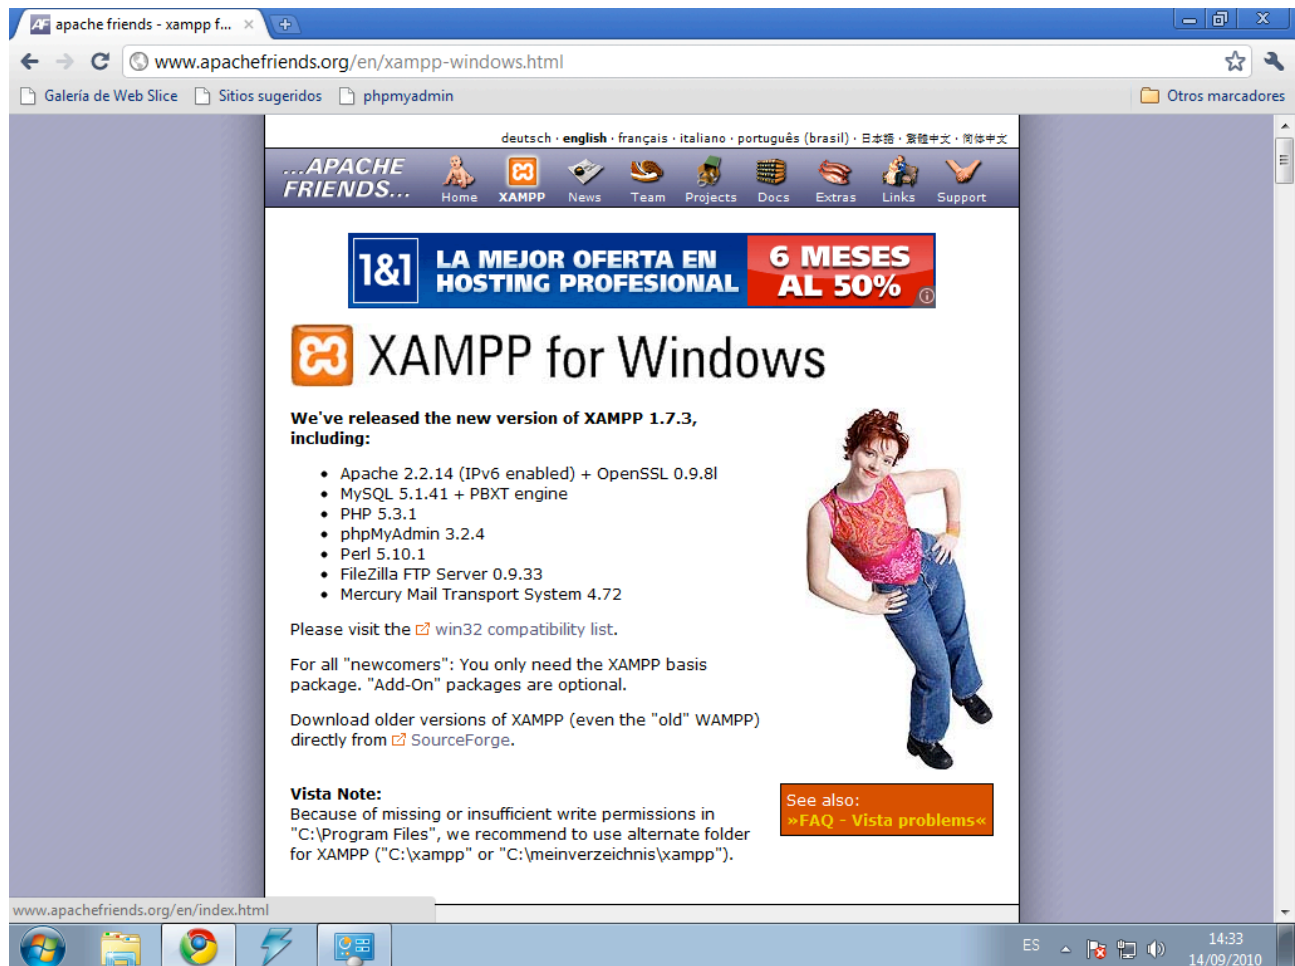 AF apache friends - xampp f...
www.apachefriends.org/en/xampp-windows.html
Galería de Web Slice Sitios sugeridos phpmyadmin Otros marcadores
deutsch · english · français · italiano · português (brasil) · 日本語 · 繁體中文 · 简体中文
...APACHE
FRIENDS...
Home XAMPP News Team Projects Docs Extras Links Support
1&1
LA MEJOR OFERTA EN
HOSTING PROFESIONAL
6 MESES
AL 50%
XAMPP for Windows
We've released the new version of XAMPP 1.7.3,
including:
• Apache 2.2.14 (IPv6 enabled) + OpenSSL 0.9.8l
• MySQL 5.1.41 + PBXT engine
• PHP 5.3.1
• phpMyAdmin 3.2.4
• Perl 5.10.1
• FileZilla FTP Server 0.9.33
• Mercury Mail Transport System 4.72
Please visit the win32 compatibility list.
For all "newcomers": You only need the XAMPP basis
package. "Add-On" packages are optional.
Download older versions of XAMPP (even the "old" WAMPP)
directly from SourceForge.
Vista Note:
Because of missing or insufficient write permissions in
"C:\Program Files", we recommend to use alternate folder
for XAMPP ("C:\xampp" or "C:\meinverzeichnis\xampp").
See also:
»FAQ - Vista problems«
www.apachefriends.org/en/index.html
ES
14:33
14/09/2010